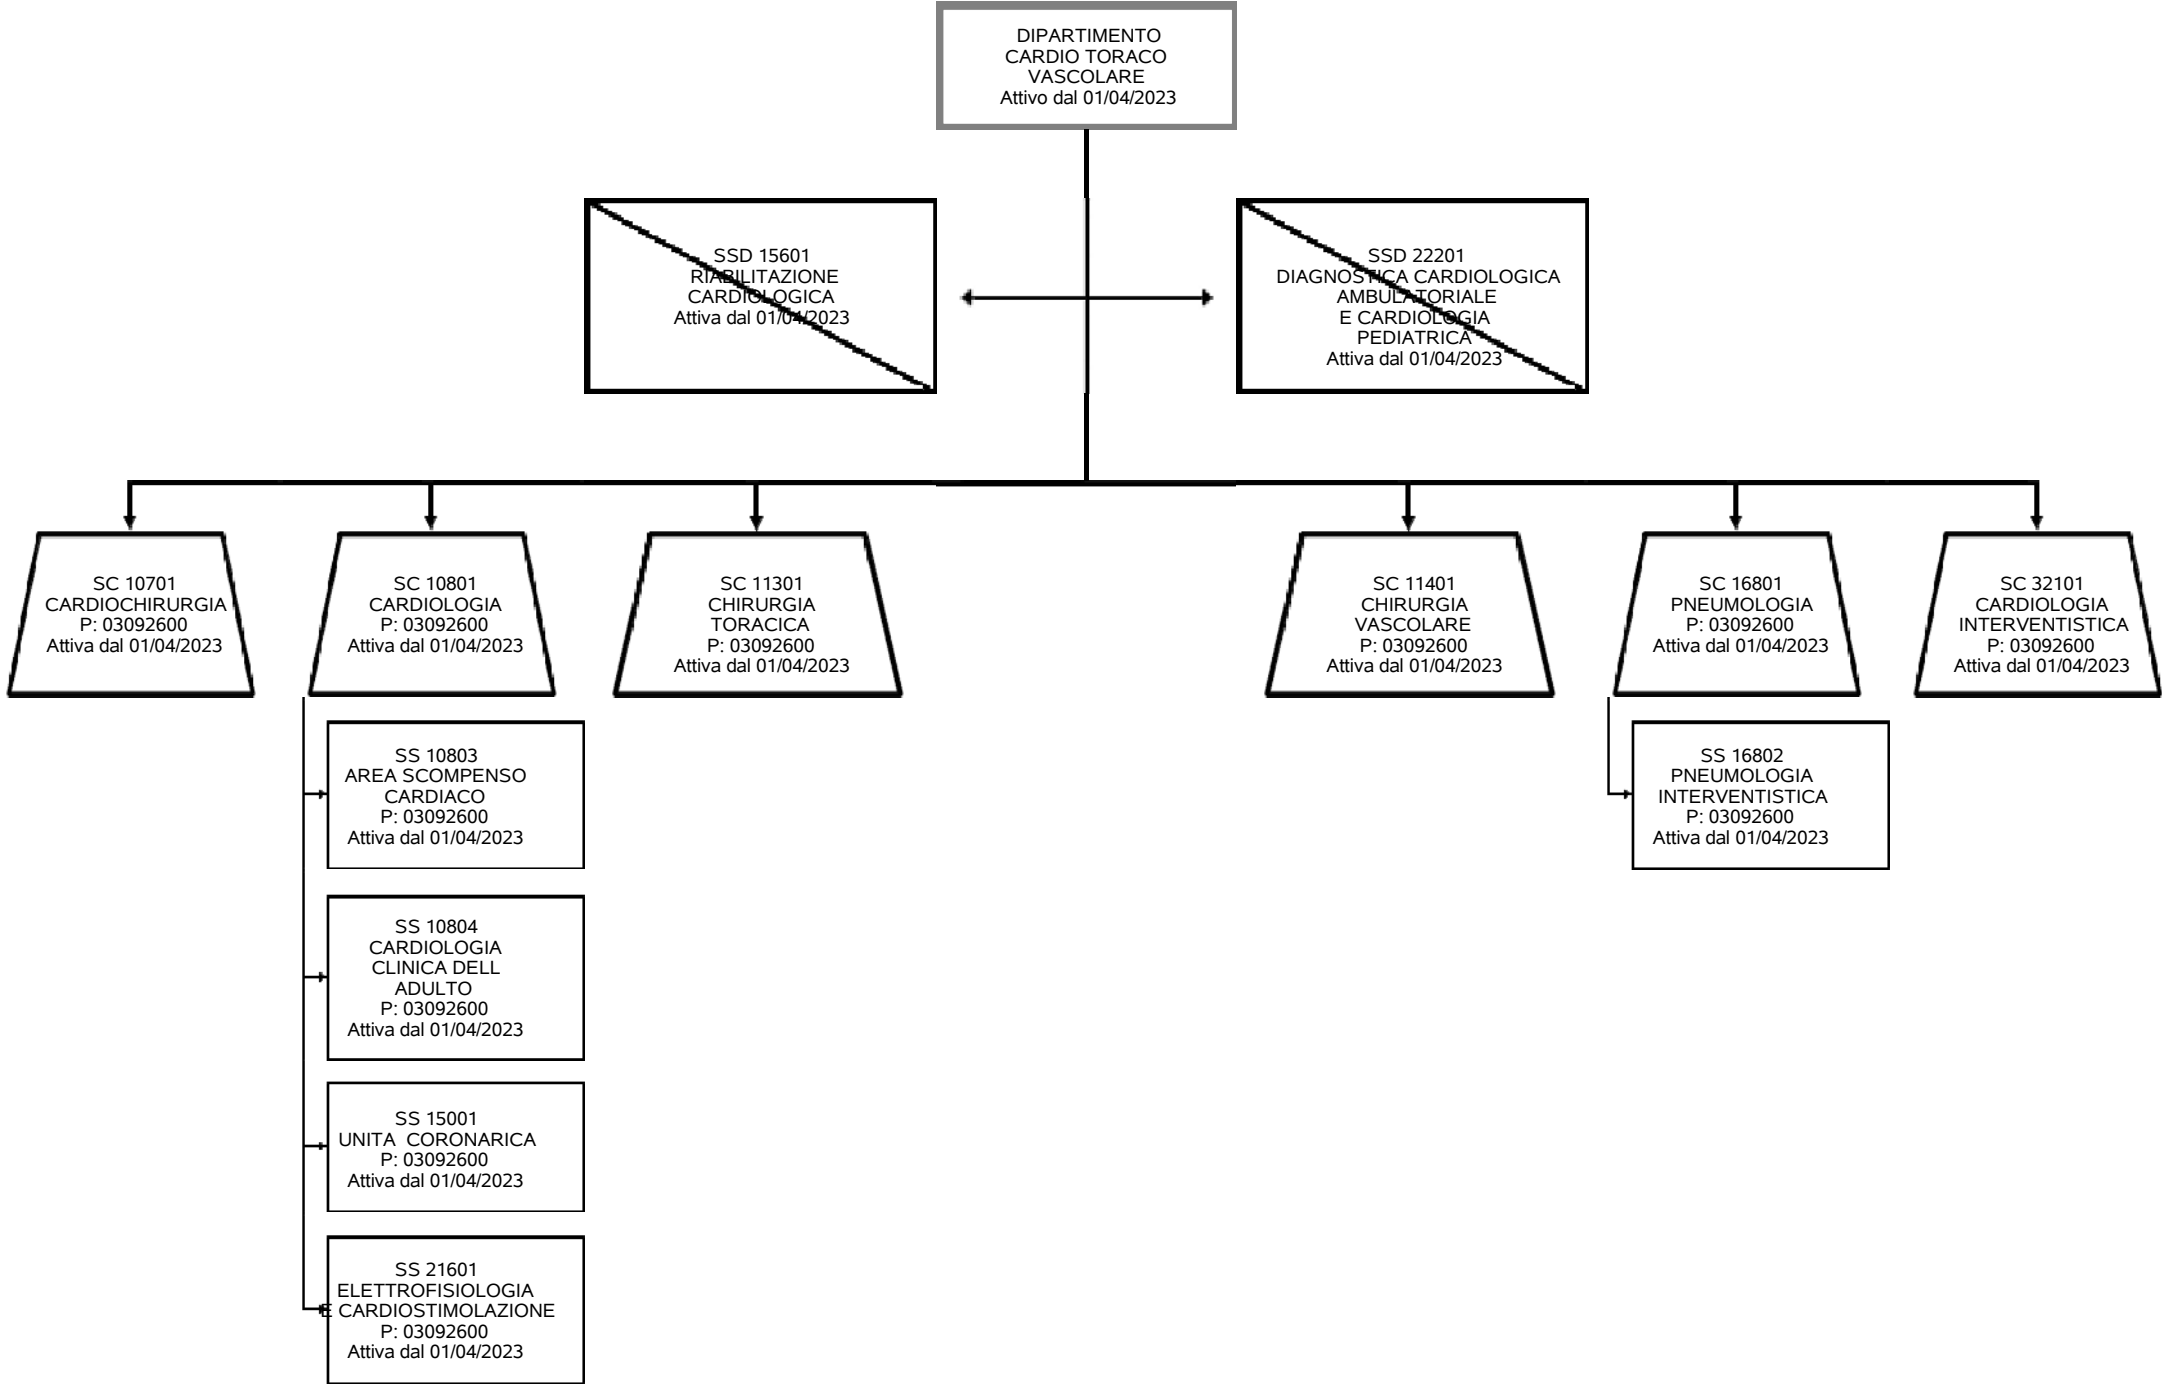 DIPARTIMENTO
CARDIO TORACO
VASCOLARE
Attivo dal 01/04/2023
SSD 15601
RIABILITAZIONE
CARDIOLOGICA
Attiva dal 01/04/2023
SSD 22201
DIAGNOSTICA CARDIOLOGICA
AMBULATORIALE
E CARDIOLOGIA
PEDIATRICA
Attiva dal 01/04/2023
SC 10701
CARDIOCHIRURGIA
P: 03092600
Attiva dal 01/04/2023
SC 10801
CARDIOLOGIA
P: 03092600
Attiva dal 01/04/2023
SC 11301
CHIRURGIA
TORACICA
P: 03092600
Attiva dal 01/04/2023
SC 11401
CHIRURGIA
VASCOLARE
P: 03092600
Attiva dal 01/04/2023
SC 16801
PNEUMOLOGIA
P: 03092600
Attiva dal 01/04/2023
SC 32101
CARDIOLOGIA
INTERVENTISTICA
P: 03092600
Attiva dal 01/04/2023
SS 10803
AREA SCOMPENSO
CARDIACO
P: 03092600
Attiva dal 01/04/2023
SS 16802
PNEUMOLOGIA
INTERVENTISTICA
P: 03092600
Attiva dal 01/04/2023
SS 10804
CARDIOLOGIA
CLINICA DELL
ADULTO
P: 03092600
Attiva dal 01/04/2023
SS 15001
UNITA  CORONARICA
P: 03092600
Attiva dal 01/04/2023
SS 21601
ELETTROFISIOLOGIA
E CARDIOSTIMOLAZIONE
P: 03092600
Attiva dal 01/04/2023